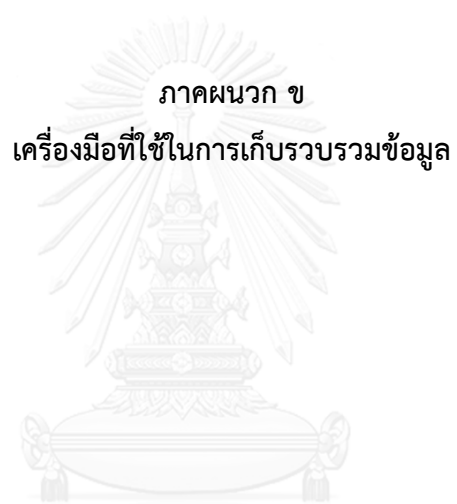 ภาคผนวก ข
เครื่องมือที่ใช้ในการเก็บรวบรวมข้อมูล